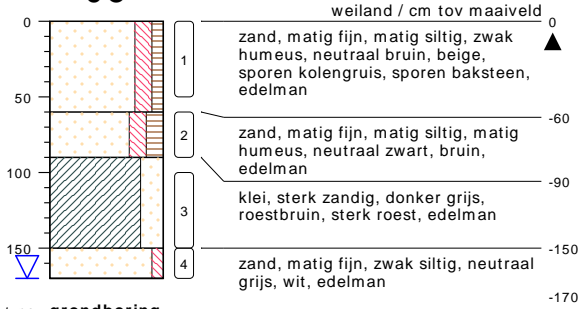 weiland / cm tov maaiveld
0
0
zand, matig fijn, matig siltig, zwak
humeus, neutraal bruin, beige,
sporen kolengruis, sporen baksteen,
edelman
1
50
-60
zand, matig fijn, matig siltig, matig
humeus, neutraal zwart, bruin,
edelman
2
-90
100
klei, sterk zandig, donker grijs,
roestbruin, sterk roest, edelman
3
150
-150
zand, matig fijn, zwak siltig, neutraal
grijs, wit, edelman
4
-170